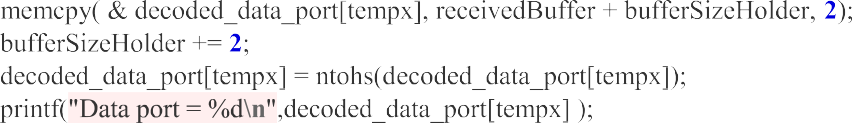 memcpy( & decoded_data_port[tempx], receivedBuffer + bufferSizeHolder, 2);
bufferSizeHolder += 2;
decoded_data_port[tempx] = ntohs(decoded_data_port[tempx]);
printf("Data port = %d\n",decoded_data_port[tempx] );